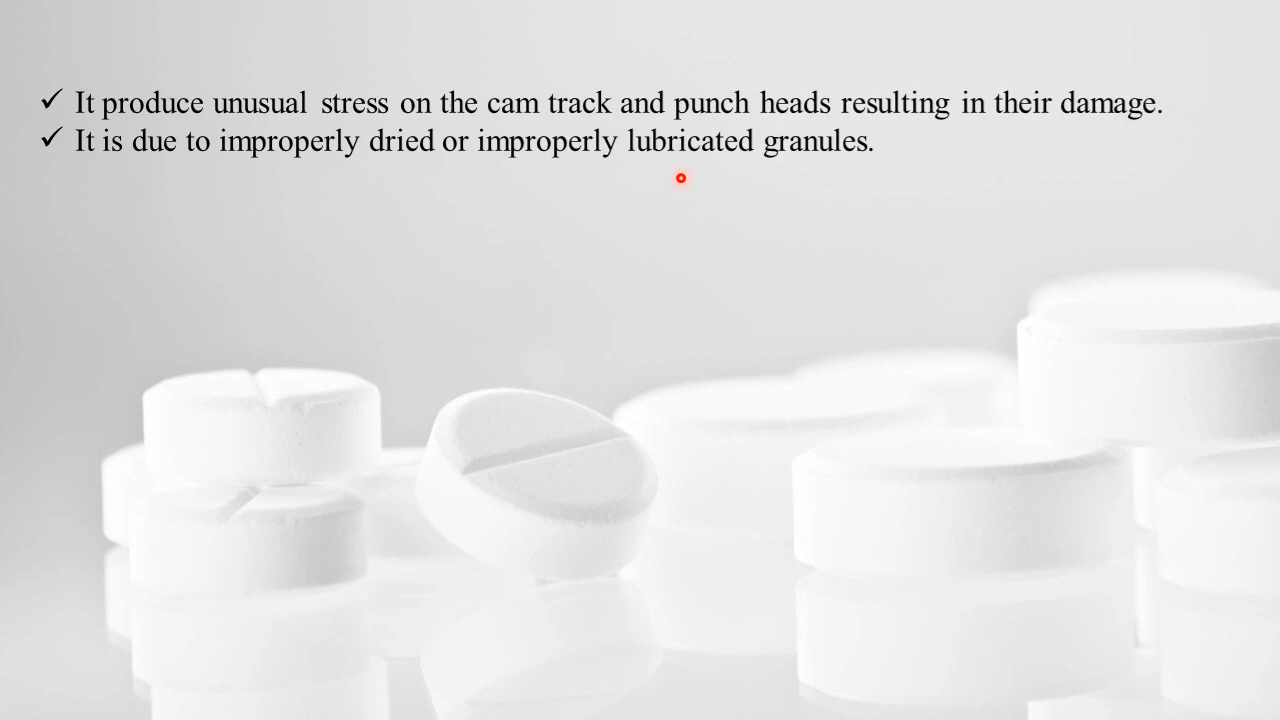 ✓ It produce unusual stress on the cam track and punch heads resulting in their damage.
✓ It is due to improperly dried or improperly lubricated granules.